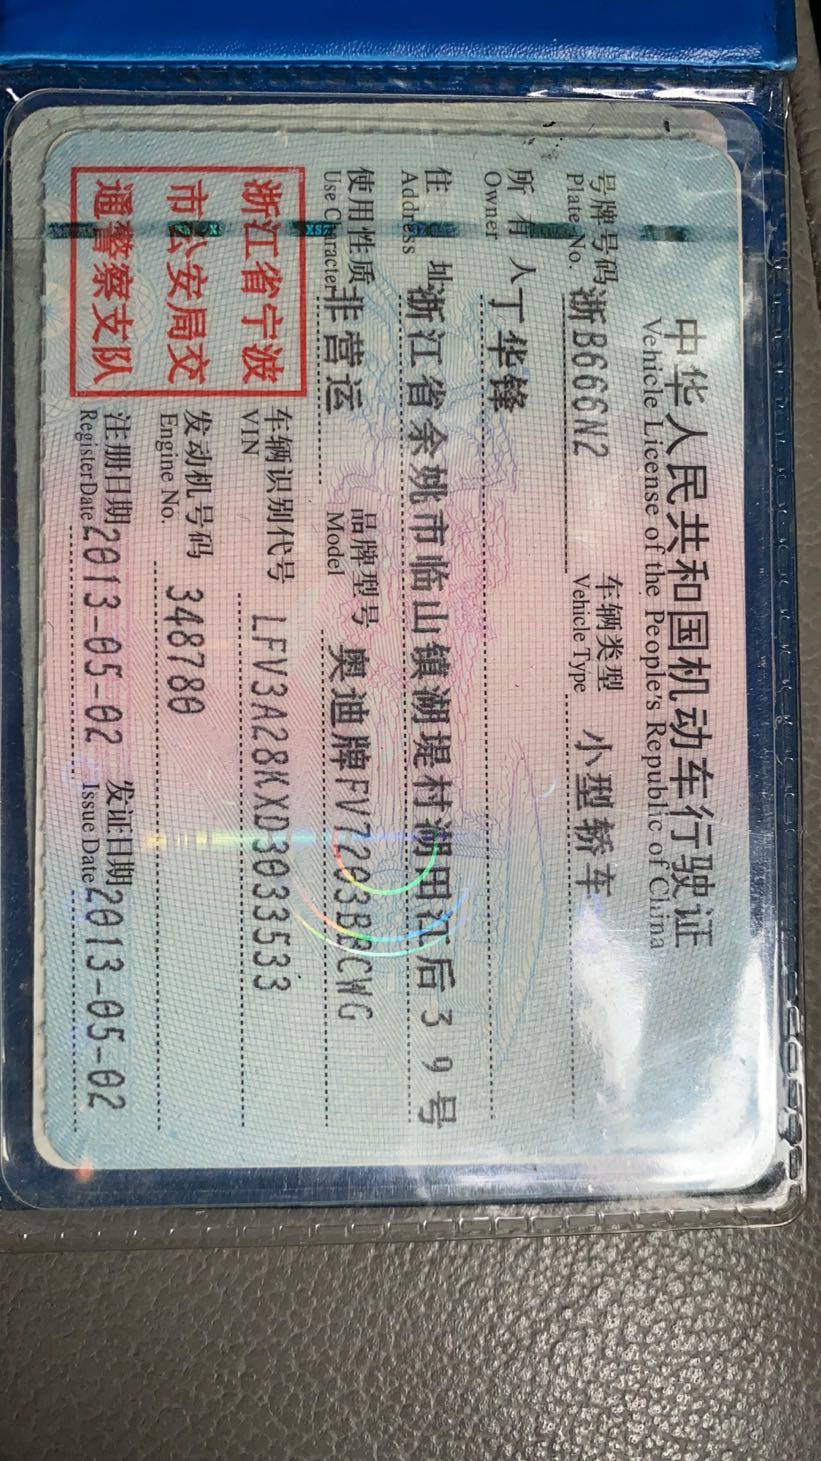 中华人民共和国机动车行驶证
Vehicle License of the People's Republic of China
号牌号码 浙B666N2 车辆类型 小型轿车
Plate No. Vehicle Type
所有人 丁华锋
Owner
住址 浙江省余姚市临山镇湖堤村湖田江后39号
Address
使用性质 非营运 品牌型号 奥迪牌FV7203BBCWG
Use Character Model
浙江省宁波
市公安局交
通警察支队
车辆识别代号 LFV3A28KXD3033533
VIN
发动机号码 348780
Engine No.
注册日期 2013-05-02 发证日期 2013-05-02
Register Date Issue Date